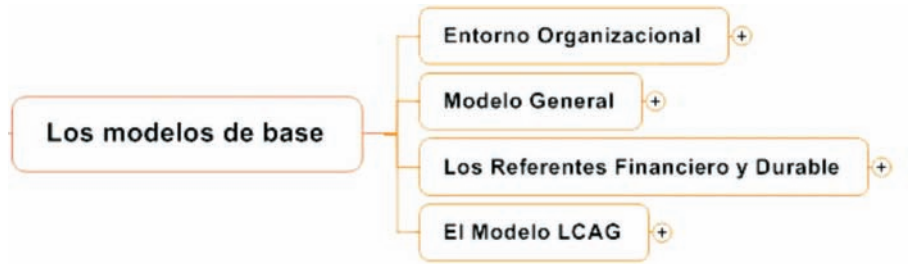 Los modelos de base
Entorno Organizacional
Modelo General
Los Referentes Financiero y Durable
El Modelo LCAG